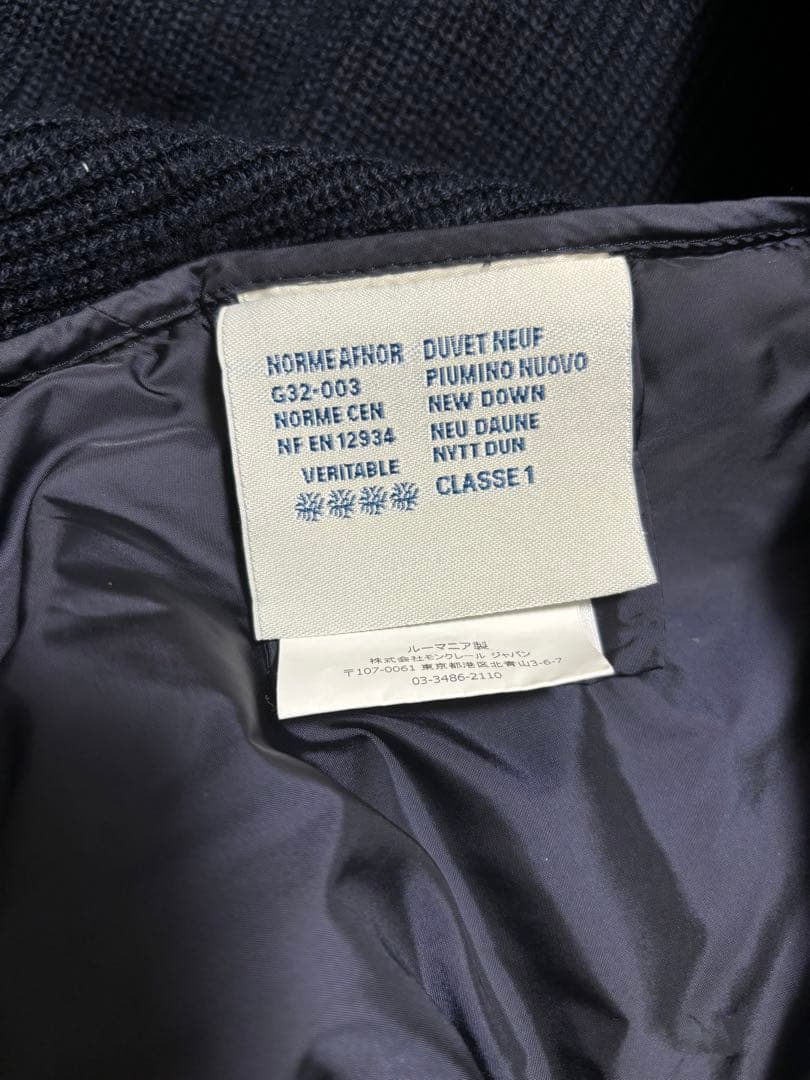 NORME AFNOR
G32-003
NORME CEN
NF EN 12934
VERITABLE
DUVET NEUF
PIUMINO NUOVO
NEW DOWN
NEU DAUNE
NYTT DUN
CLASSE 1
ルーマニア製
株式会社モンクレール ジャパン
〒107-0061 東京都港区北青山3-6-7
03-3486-2110